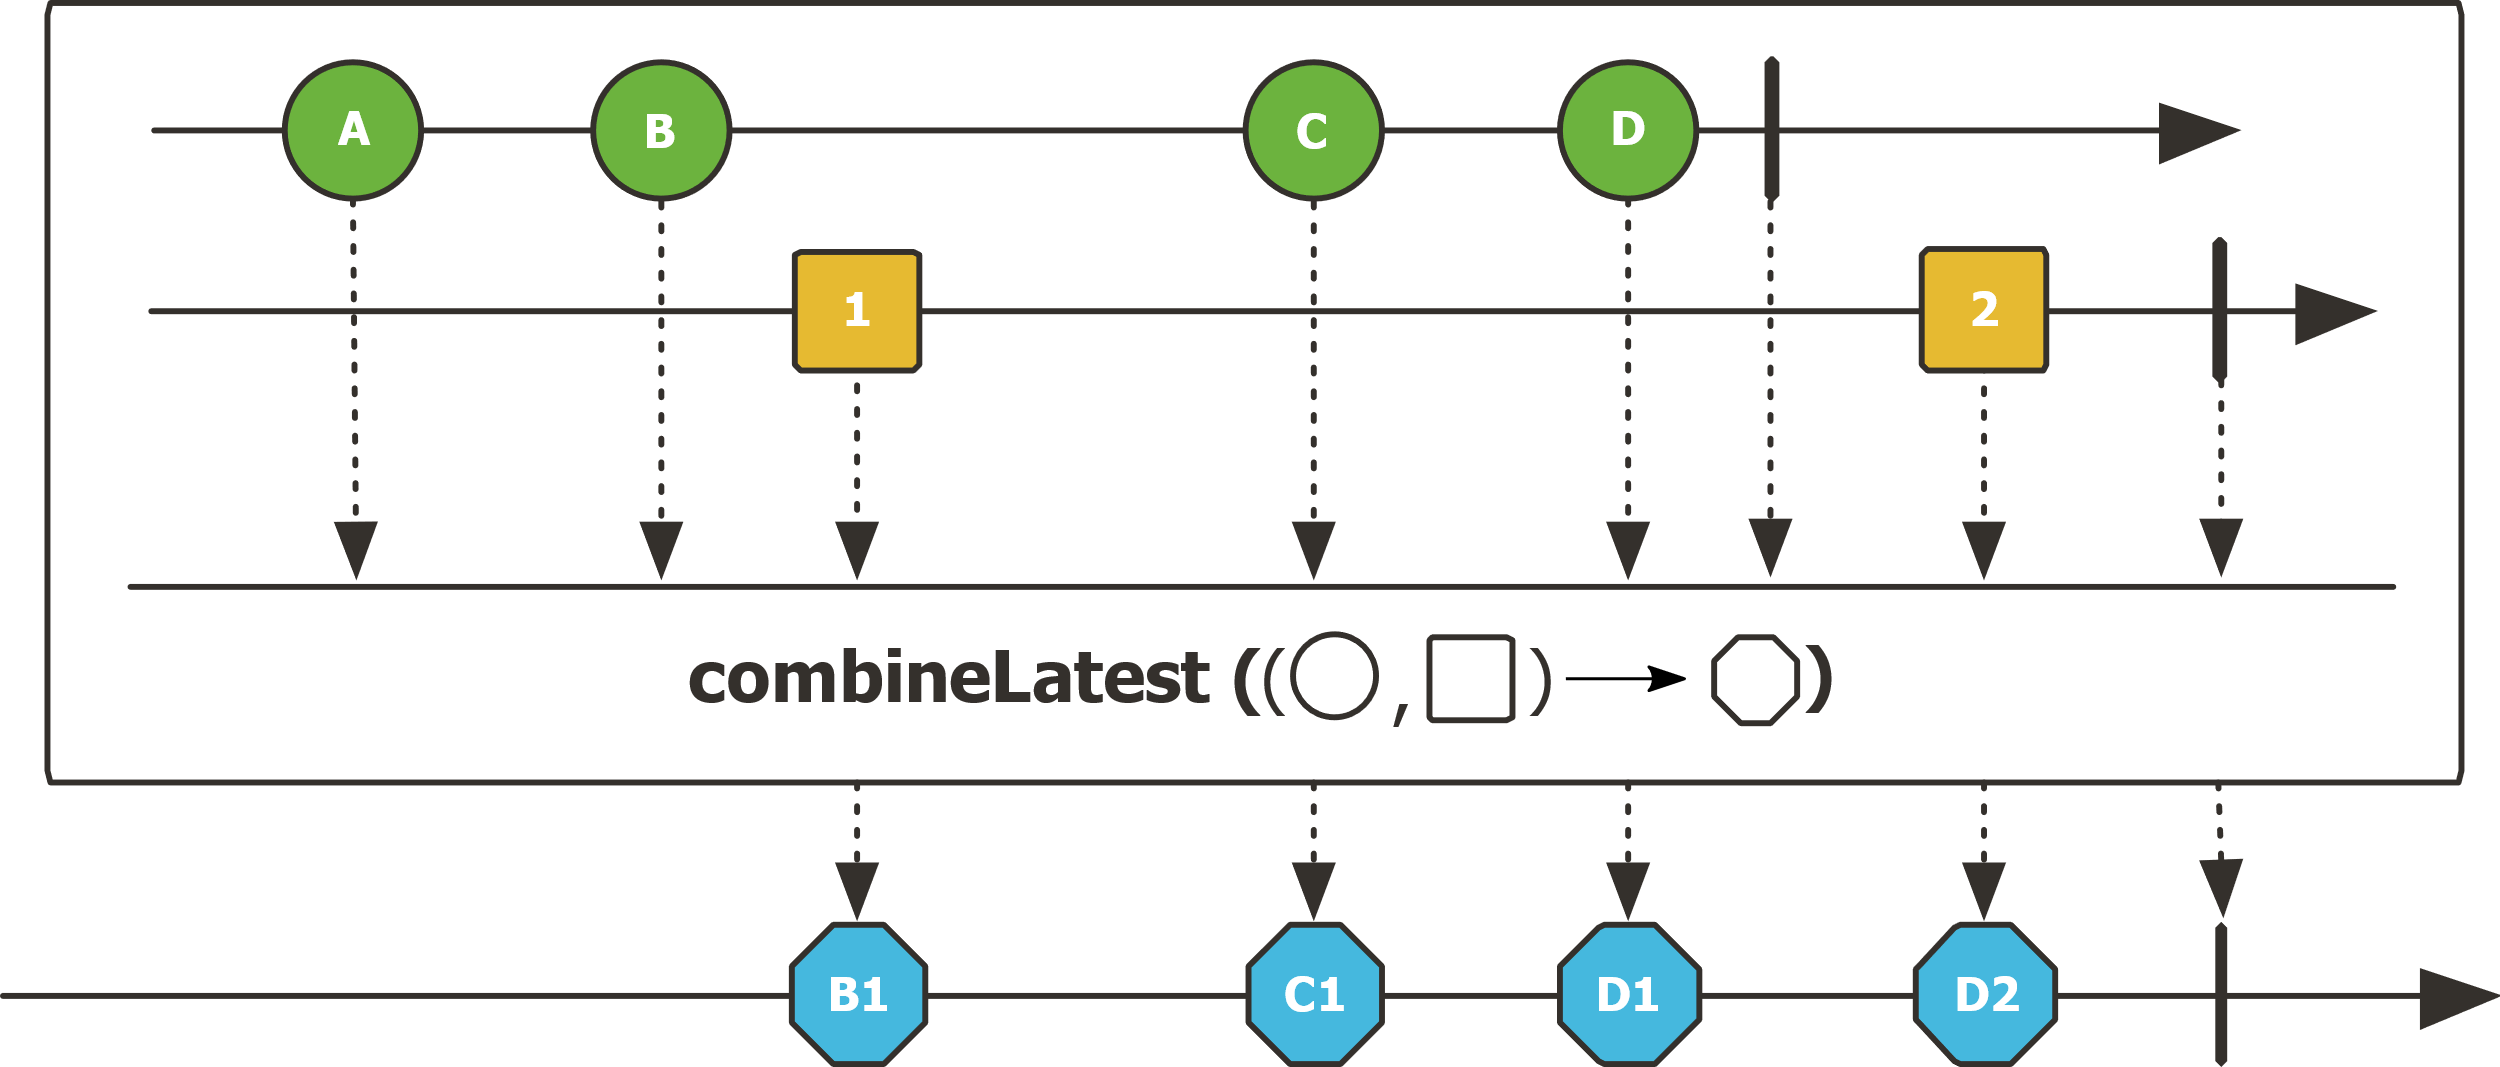 A B C D
1 2
combineLatest ((○, □) → ⯃)
B1 C1 D1 D2